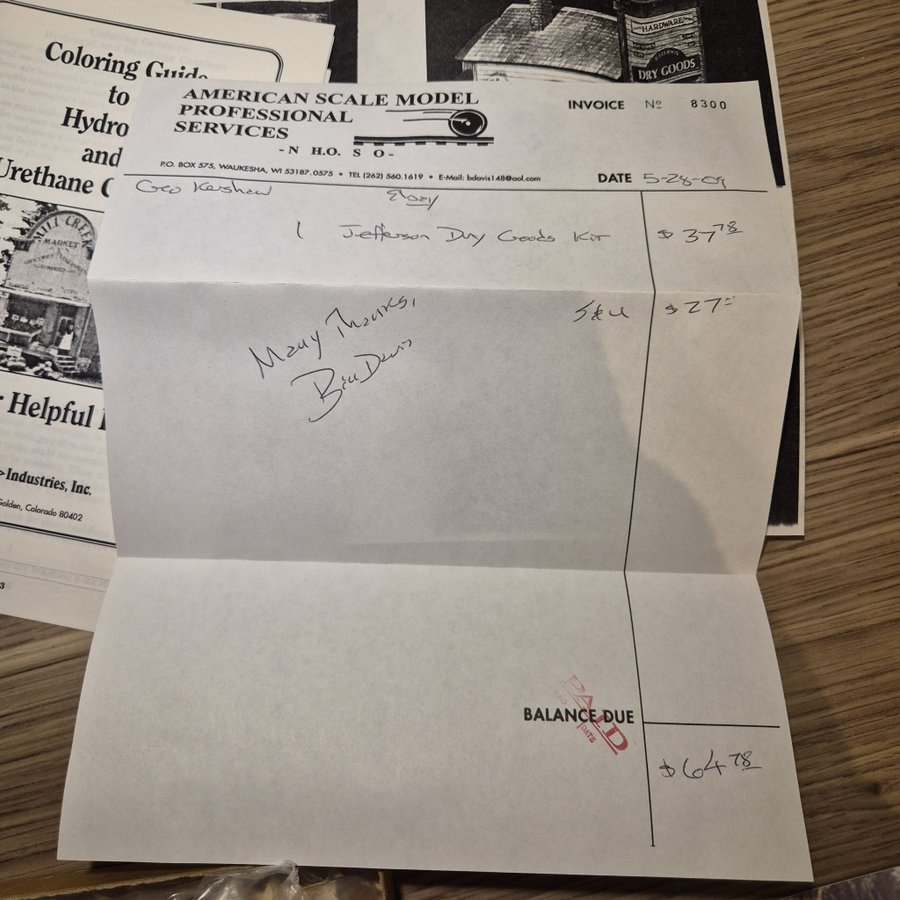 Coloring Guide
to
Hydro
and
Urethane C
MILL CREEK
MARKET
Helpful
Industries, Inc.
Golden, Colorado 80402
3
HARDWARE
DRY GOODS
AMERICAN SCALE MODEL
PROFESSIONAL
SERVICES
-N H.O. S O-
P.O. BOX 575, WAUKESHA, WI 53187.0575 • TEL (262) 560.1619 • E-Mail: bdavis148@aol.com
INVOICE Nº 8300
DATE 5-28-09
Geo Kershaw Ebay
1 Jefferson Dry Goods Kit $ 37.78
S&H $ 27=
Many Thanks,
Bill Davis
PAID
DATE
BALANCE DUE
$ 64.78